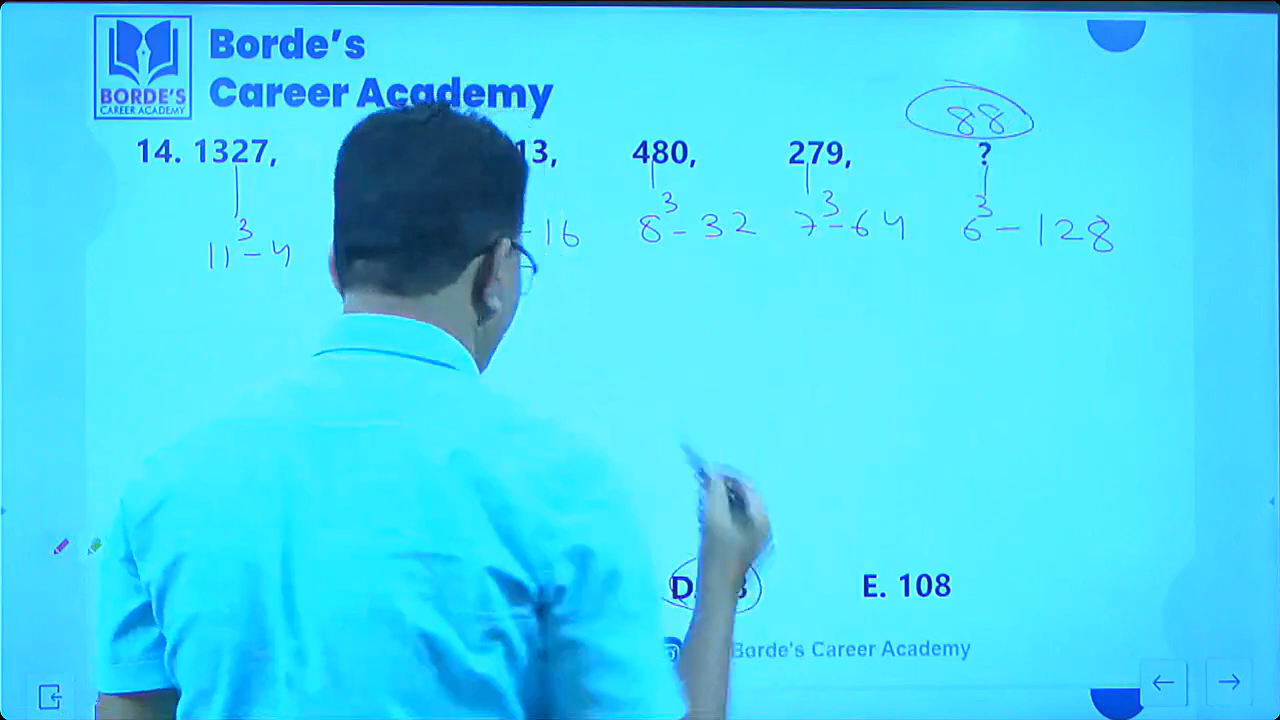 Borde's
Career Academy
BORDE'S
CAREER ACADEMY
88
14. 1327, 13, 480, 279, ?
11³-4 -16 8³-32 7³-64 6³-128
D. E. 108
Borde's Career Academy